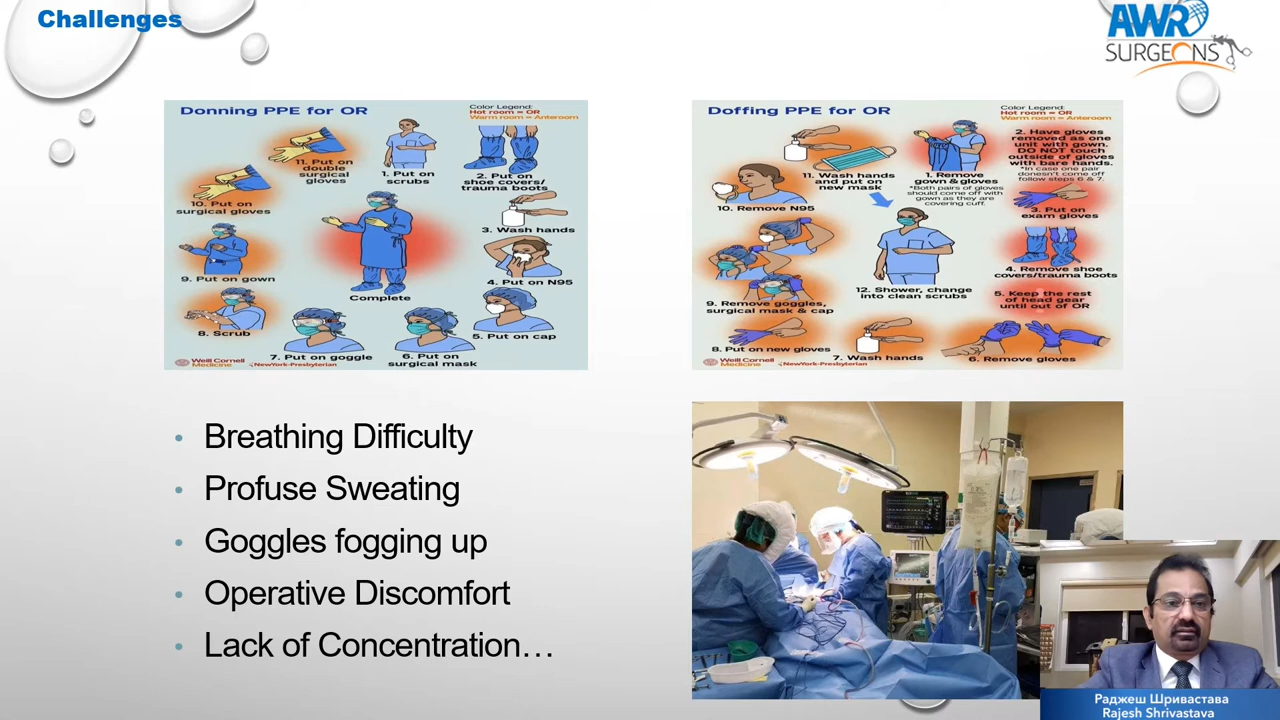 Challenges
AWR
SURGEONS
Donning PPE for OR
Color Legend:
Hot room = OR
Warm room = Anteroom
1. Put on
scrubs
2. Put on
shoe covers/
trauma boots
3. Wash hands
4. Put on N95
5. Put on cap
6. Put on
surgical mask
7. Put on goggle
8. Scrub
9. Put on gown
10. Put on
surgical gloves
11. Put on
double
surgical
gloves
Complete
Weill Cornell
Medicine
NewYork-Presbyterian
Doffing PPE for OR
Color Legend:
Hot room = OR
Warm room = Anteroom
1. Remove
gown & gloves
*Both pairs of gloves
should come off with
gown as they are
covering cuff.
2. Have gloves
removed as one
unit with gown.
DO NOT touch
outside of gloves
with bare hands.
*In case one pair
donesn't come off
follow steps 6 & 7.
3. Put on
exam gloves
4. Remove shoe
covers/trauma boots
5. Keep the rest
of head gear
until out of OR
6. Remove gloves
7. Wash hands
8. Put on new gloves
9. Remove goggles,
surgical mask & cap
10. Remove N95
11. Wash hands
and put on
new mask
12. Shower, change
into clean scrubs
Weill Cornell
Medicine
NewYork-Presbyterian
• Breathing Difficulty
• Profuse Sweating
• Goggles fogging up
• Operative Discomfort
• Lack of Concentration…
Раджеш Шривастава
Rajesh Shrivastava